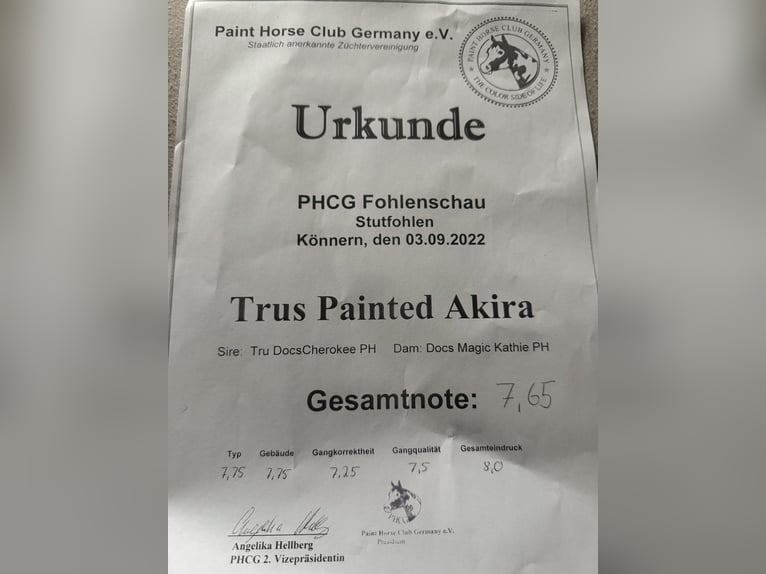 Paint Horse Club Germany e.V.
Staatlich anerkannte Züchtervereinigung
PAINT HORSE CLUB GERMANY
THE COLOR SIDE OF LIFE
Urkunde
PHCG Fohlenschau
Stutfohlen
Könnern, den 03.09.2022
Trus Painted Akira
Sire: Tru DocsCherokee PH Dam: Docs Magic Kathie PH
Gesamtnote: 7,65
Typ Gebäude Gangkorrektheit Gangqualität Gesamteindruck
7,75 7,75 7,25 7,5 8,0
Angelika Hellberg
PHCG 2. Vizepräsidentin
Paint Horse Club Germany e.V.